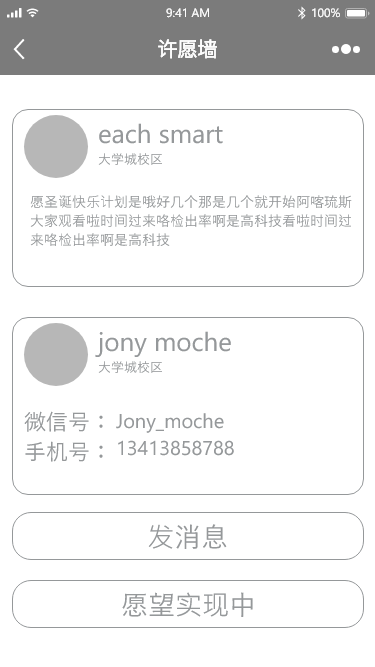 9:41 AM
100%
许愿墙
each smart
大学城校区
愿圣诞快乐计划是哦好几个那是几个就开始阿喀琉斯
大家观看啦时间过来咯检出率啊是高科技看啦时间过
来咯检出率啊是高科技
jony moche
大学城校区
微信号：Jony_moche
手机号：13413858788
发消息
愿望实现中